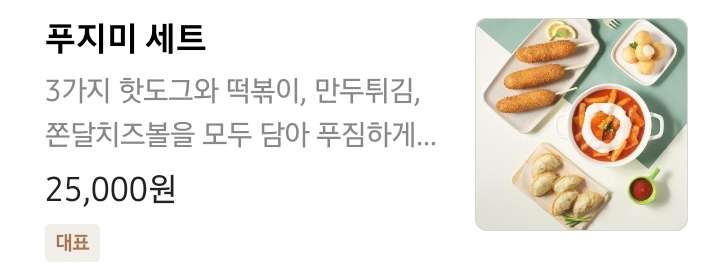 푸지미 세트
3가지 핫도그와 떡볶이, 만두튀김,
쫀달치즈볼을 모두 담아 푸짐하게...
25,000원
대표